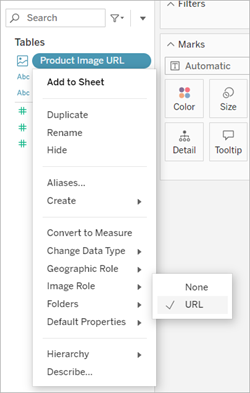 Search
Filters
Tables
Marks
Product Image URL
Abc
Abc
Automatic
Color
Size
Detail
Tooltip
Add to Sheet
Duplicate
Rename
Hide
Aliases...
Create
Convert to Measure
Change Data Type
Geographic Role
Image Role
Folders
Default Properties
Hierarchy
Describe...
None
URL